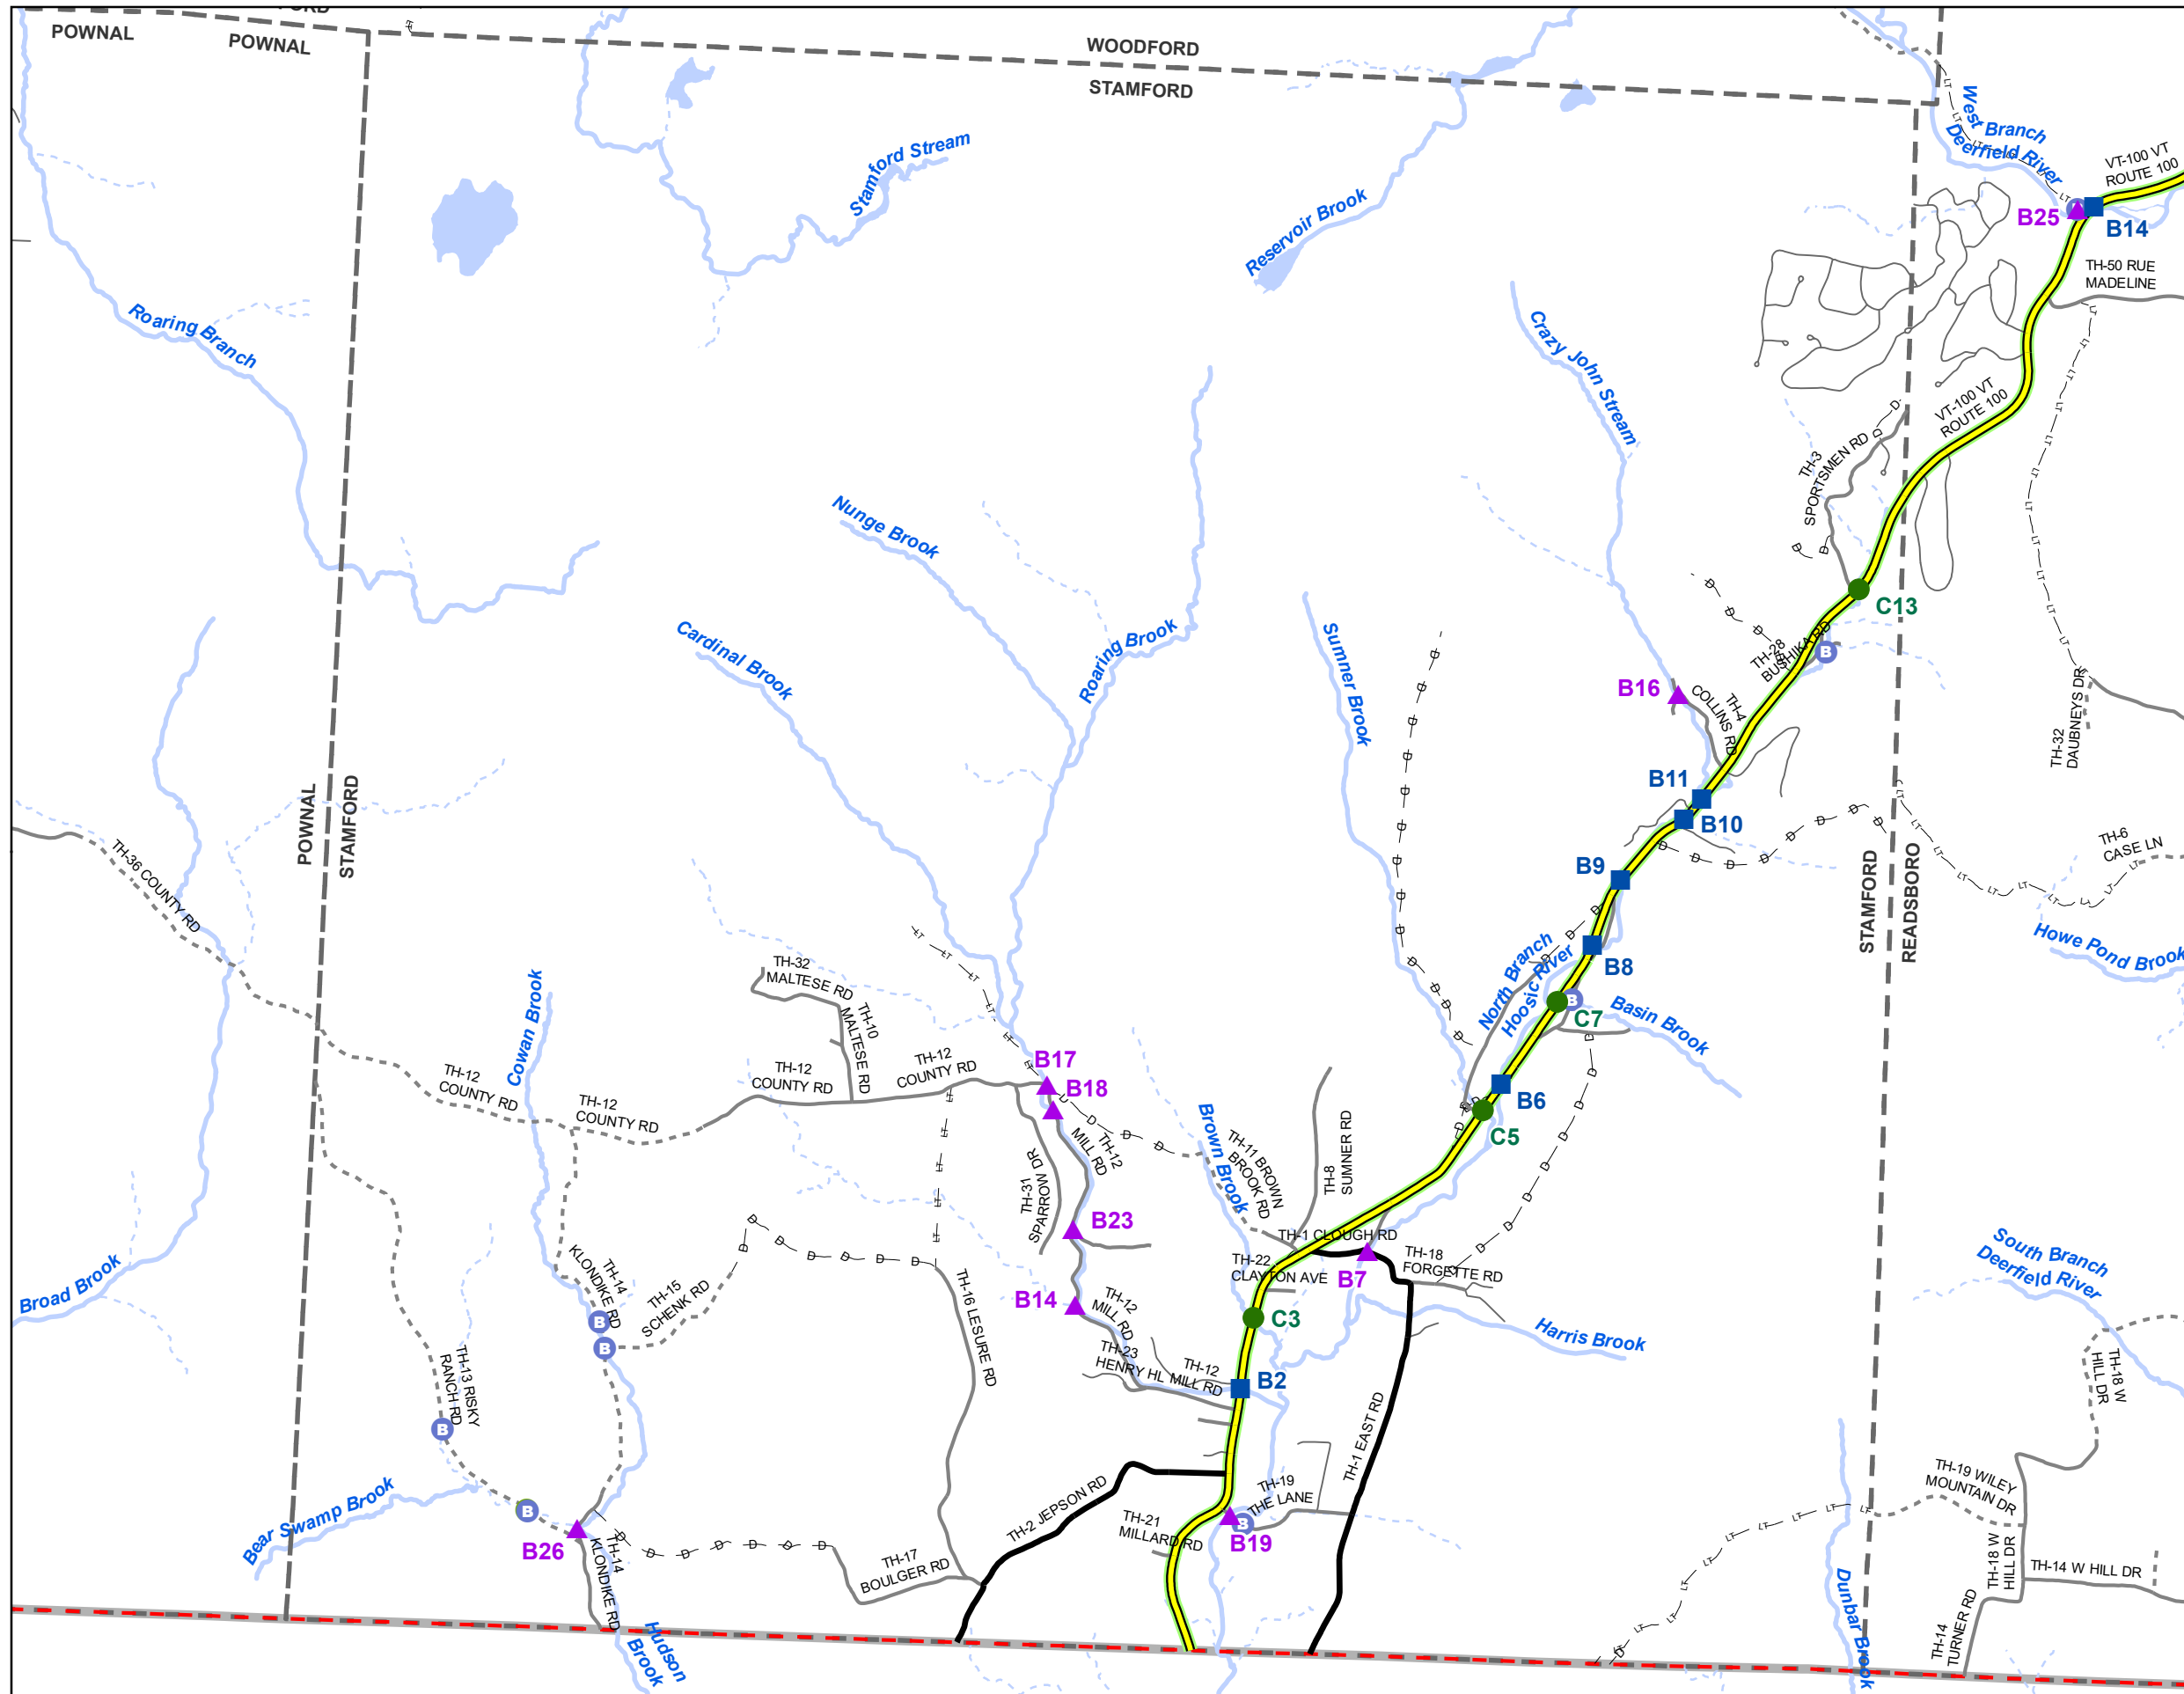 POWNAL
POWNAL
WOODFORD
STAMFORD
West Branch
Deerfield River
VT-100 VT
ROUTE 100
B25
B14
TH-50 RUE
MADELINE
Stamford Stream
Reservoir Brook
Roaring Branch
Crazy John Stream
VT-100 VT
ROUTE 100
TH-3
SPORTSMEN RD
Nunge Brook
C13
Cardinal Brook
Roaring Brook
Sumner Brook
TH-28
BUSHIKA RD
B16
TH-4
COLLINS RD
TH-32
DAUBNEYS DR
B11
B10
POWNAL
STAMFORD
TH-36 COUNTY RD
B9
STAMFORD
READSBORO
TH-6
CASE LN
Howe Pond Brook
North Branch
Hoosic River
B8
C7
B
B
Basin Brook
TH-32
MALTESE RD
TH-10
MALTESE RD
Cowan Brook
TH-12
COUNTY RD
TH-12
COUNTY RD
TH-12
COUNTY RD
TH-12
COUNTY RD
B17
B18
B6
C5
TH-12
MILL RD
TH-31
SPARROW DR
Brown Brook
TH-11 BROWN
BROOK RD
TH-8
SUMNER RD
B23
TH-1 CLOUGH RD
TH-22
CLAYTON AVE
B7
TH-18
FORGETTE RD
South Branch
Deerfield River
Broad Brook
TH-14
KLONDIKE RD
TH-15
SCHENK RD
B
B
TH-16 LESURE RD
B14
TH-12
MILL RD
C3
Harris Brook
TH-13 RISKY
RANCH RD
TH-23
HENRY HL
TH-12
MILL RD
B2
TH-18 W
HILL DR
B
TH-1 EAST RD
Bear Swamp Brook
B
B26
TH-14
KLONDIKE RD
TH-17
BOULGER RD
TH-2 JEPSON RD
TH-21
MILLARD RD
TH-19
THE LANE
B
B19
TH-19 WILEY
MOUNTAIN DR
TH-18 W
HILL DR
TH-14 W HILL DR
TH-14
TURNER RD
Dunbar Brook
Hudson
Brook